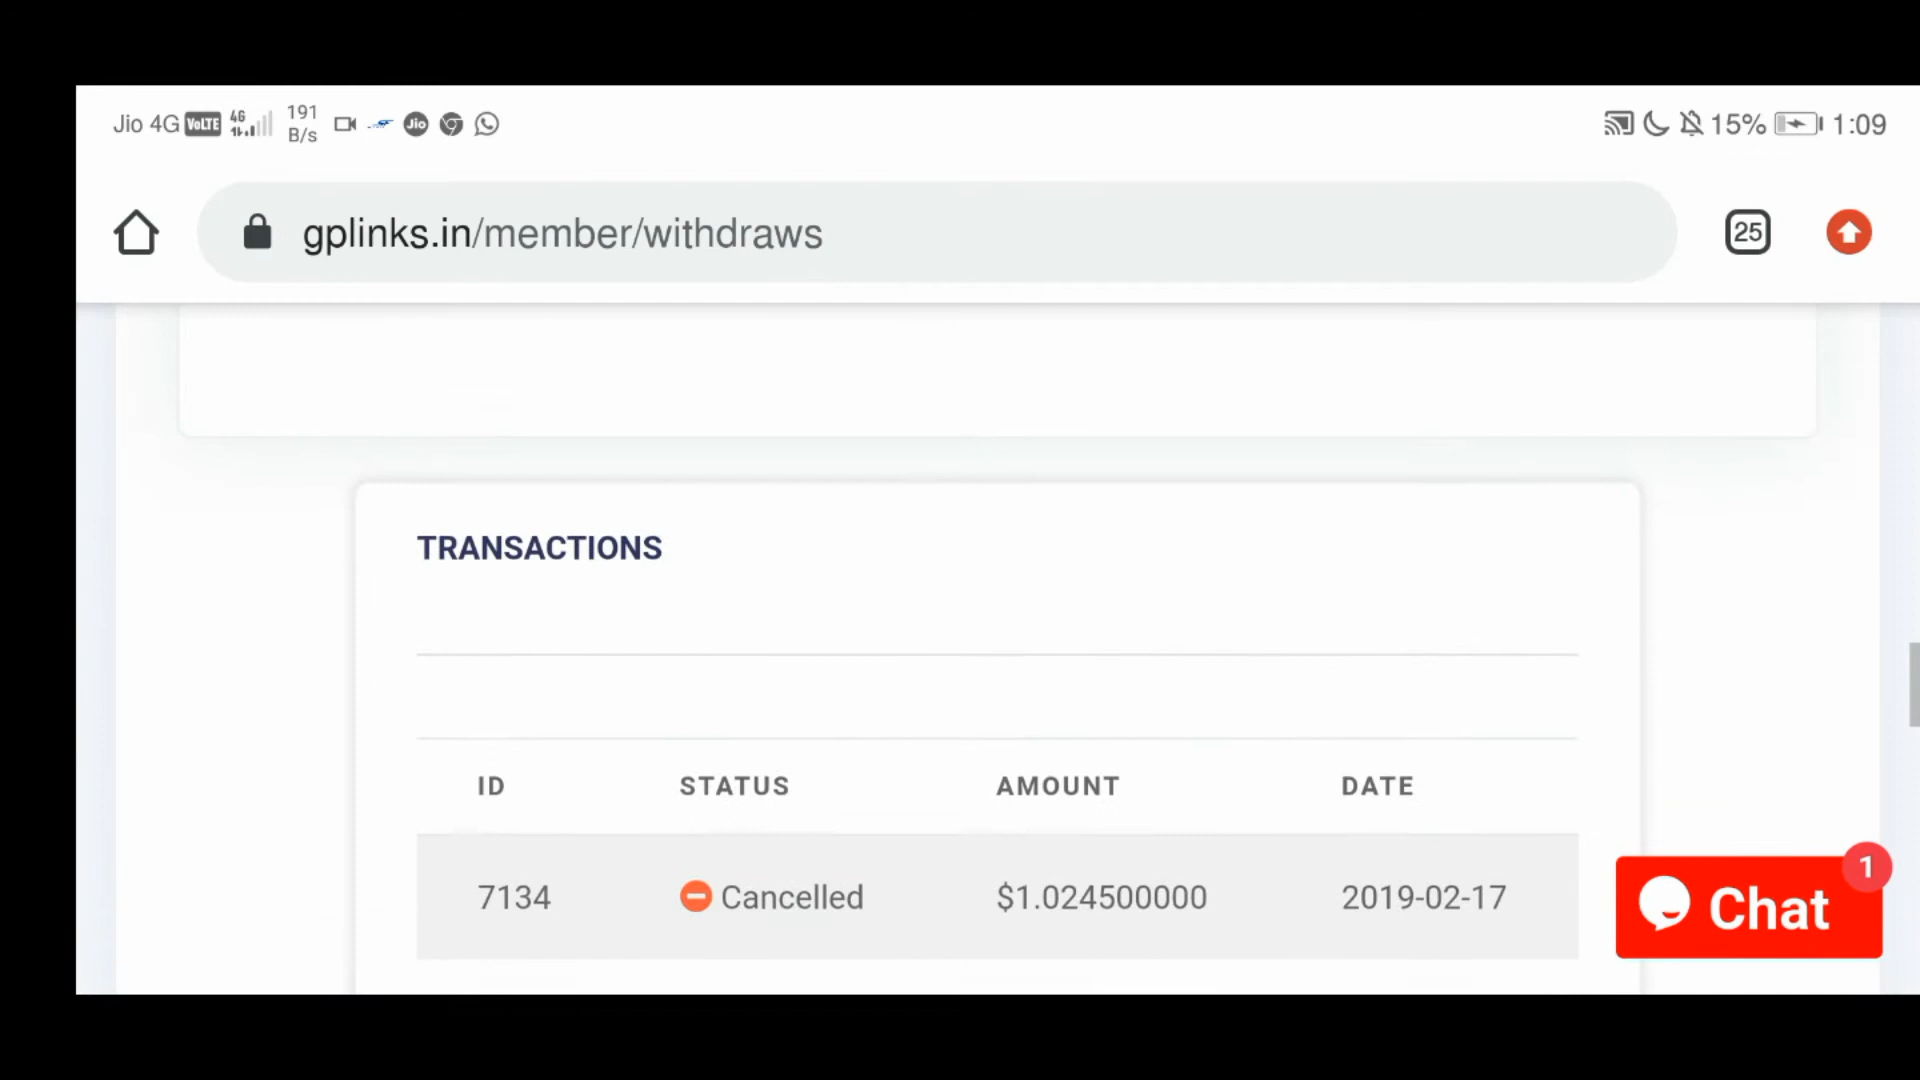 Jio 4G VoLTE 4G 191 B/s Jio 15% 1:09
gplinks.in/member/withdraws 25
TRANSACTIONS
ID STATUS AMOUNT DATE
7134 Cancelled $1.024500000 2019-02-17
1
Chat